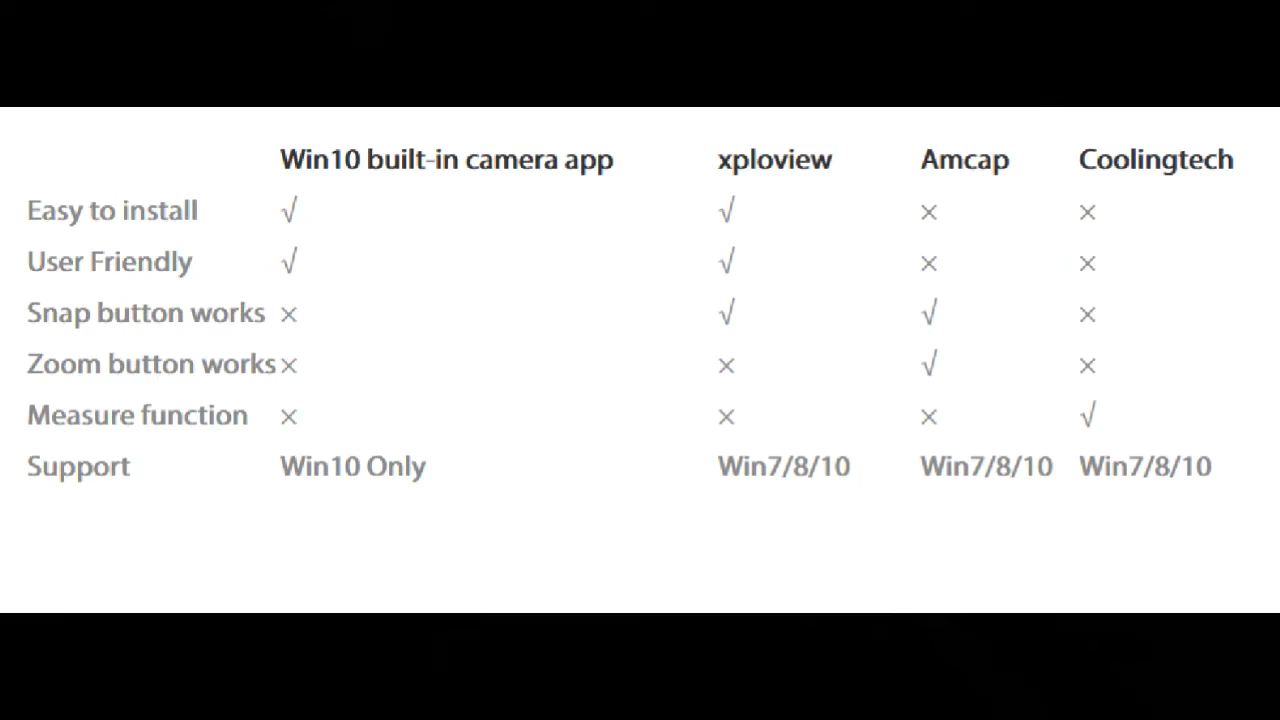 Win10 built-in camera app xploview Amcap Coolingtech
Easy to install √ √ × ×
User Friendly √ √ × ×
Snap button works × √ √ ×
Zoom button works × × √ ×
Measure function × × × √
Support Win10 Only Win7/8/10 Win7/8/10 Win7/8/10